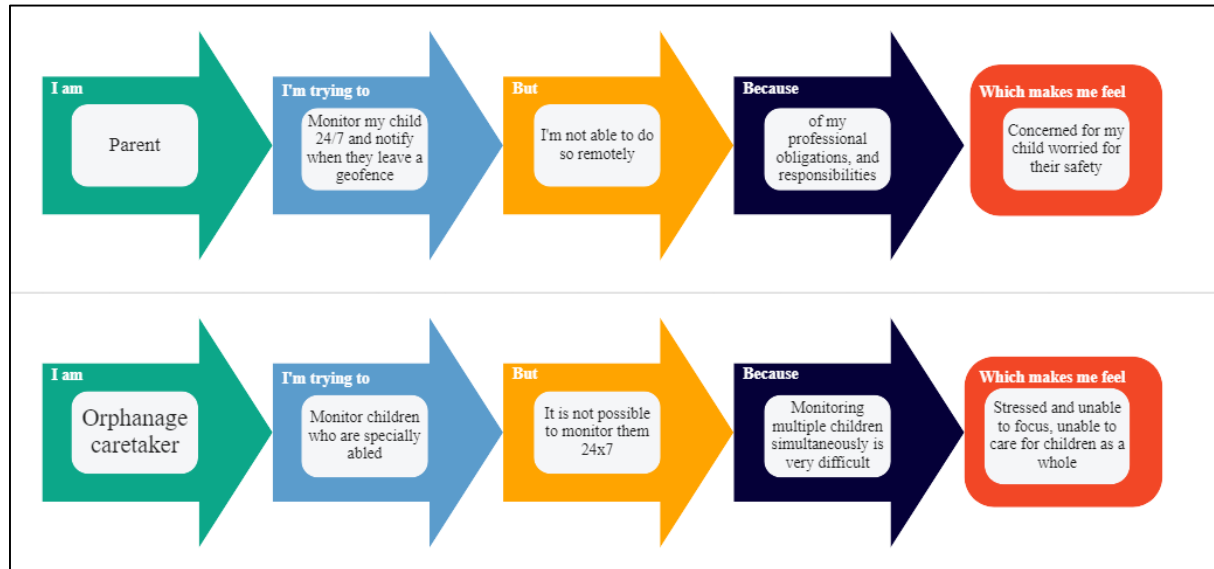 I am
Parent
I'm trying to
Monitor my child
24/7 and notify
when they leave a
geofence
But
I'm not able to do
so remotely
Because
of my
professional
obligations, and
responsibilities
Which makes me feel
Concerned for my
child worried for
their safety
I am
Orphanage
caretaker
I'm trying to
Monitor children
who are specially
abled
But
It is not possible
to monitor them
24x7
Because
Monitoring
multiple children
simultaneously is
very difficult
Which makes me feel
Stressed and unable
to focus, unable to
care for children as a
whole